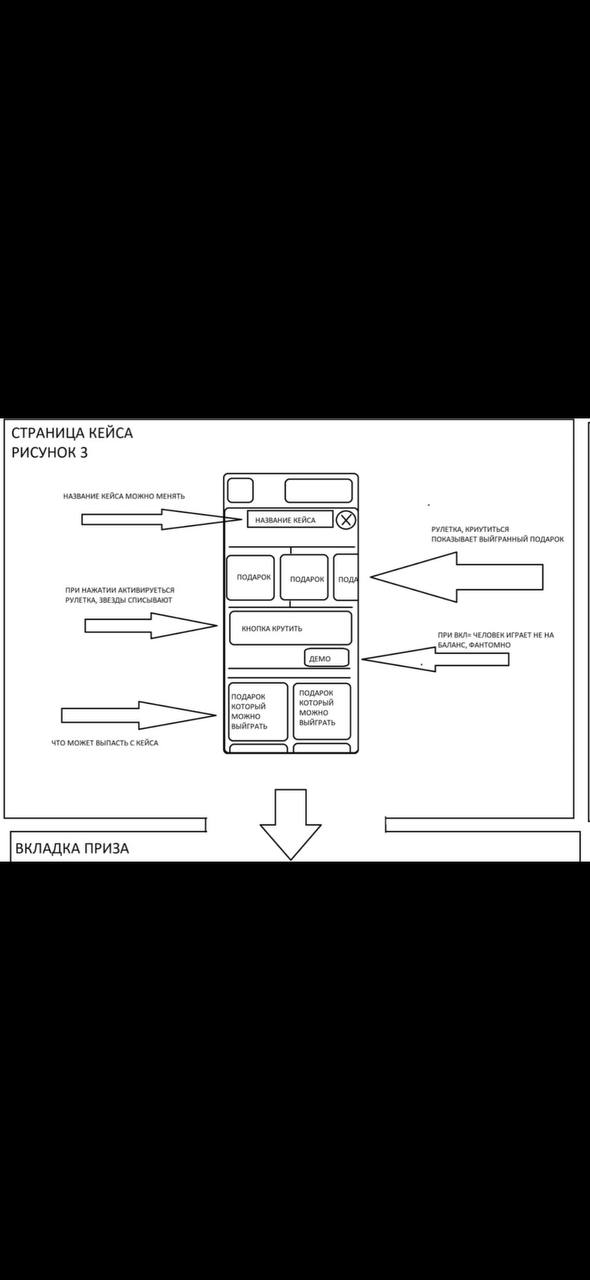 СТРАНИЦА КЕЙСА
РИСУНОК 3
НАЗВАНИЕ КЕЙСА МОЖНО МЕНЯТЬ
НАЗВАНИЕ КЕЙСА
РУЛЕТКА, КРИУТИТЬСЯ
ПОКАЗЫВАЕТ ВЫЙГРАННЫЙ ПОДАРОК
ПОДАРОК
ПОДАРОК
ПОДА
ПРИ НАЖАТИИ АКТИВИРУЕТЬСЯ
РУЛЕТКА, ЗВЕЗДЫ СПИСЫВАЮТ
КНОПКА КРУТИТЬ
ПРИ ВКЛ= ЧЕЛОВЕК ИГРАЕТ НЕ НА
БАЛАНС, ФАНТОМНО
ДЕМО
ПОДАРОК
КОТОРЫЙ
МОЖНО
ВЫЙГРАТЬ
ПОДАРОК
КОТОРЫЙ
МОЖНО
ВЫЙГРАТЬ
ЧТО МОЖЕТ ВЫПАСТЬ С КЕЙСА
ВКЛАДКА ПРИЗА